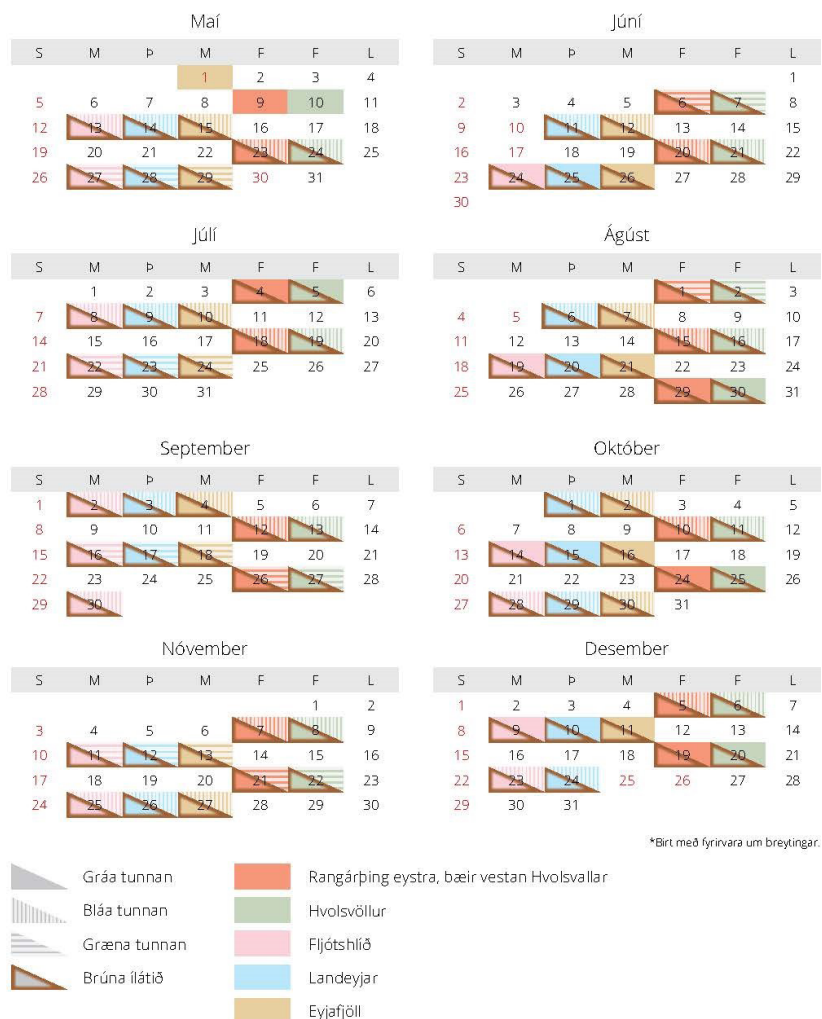 Maí Júní
S M Þ M F F L S M Þ M F F L
1 2 3 4 1
5 6 7 8 9 10 11 2 3 4 5 6 7 8
12 13 14 15 16 17 18 9 10 11 12 13 14 15
19 20 21 22 23 24 25 16 17 18 19 20 21 22
26 27 28 29 30 31 23 24 25 26 27 28 29
30
Júlí Ágúst
S M Þ M F F L S M Þ M F F L
1 2 3 4 5 6 1 2 3
7 8 9 10 11 12 13 4 5 6 7 8 9 10
14 15 16 17 18 19 20 11 12 13 14 15 16 17
21 22 23 24 25 26 27 18 19 20 21 22 23 24
28 29 30 31 25 26 27 28 29 30 31
September Október
S M Þ M F F L S M Þ M F F L
1 2 3 4 5 6 7 1 2 3 4 5
8 9 10 11 12 13 14 6 7 8 9 10 11 12
15 16 17 18 19 20 21 13 14 15 16 17 18 19
22 23 24 25 26 27 28 20 21 22 23 24 25 26
29 30 27 28 29 30 31
Nóvember Desember
S M Þ M F F L S M Þ M F F L
1 2 1 2 3 4 5 6 7
3 4 5 6 7 8 9 8 9 10 11 12 13 14
10 11 12 13 14 15 16 15 16 17 18 19 20 21
17 18 19 20 21 22 23 22 23 24 25 26 27 28
24 25 26 27 28 29 30 29 30 31
*Birt með fyrirvara um breytingar.
Gráa tunnan Rangárþing eystra, bæir vestan Hvolsvallar
Bláa tunnan Hvolsvöllur
Græna tunnan Fljótshlíð
Brúna ílátið Landeyjar
Eyjafjöll